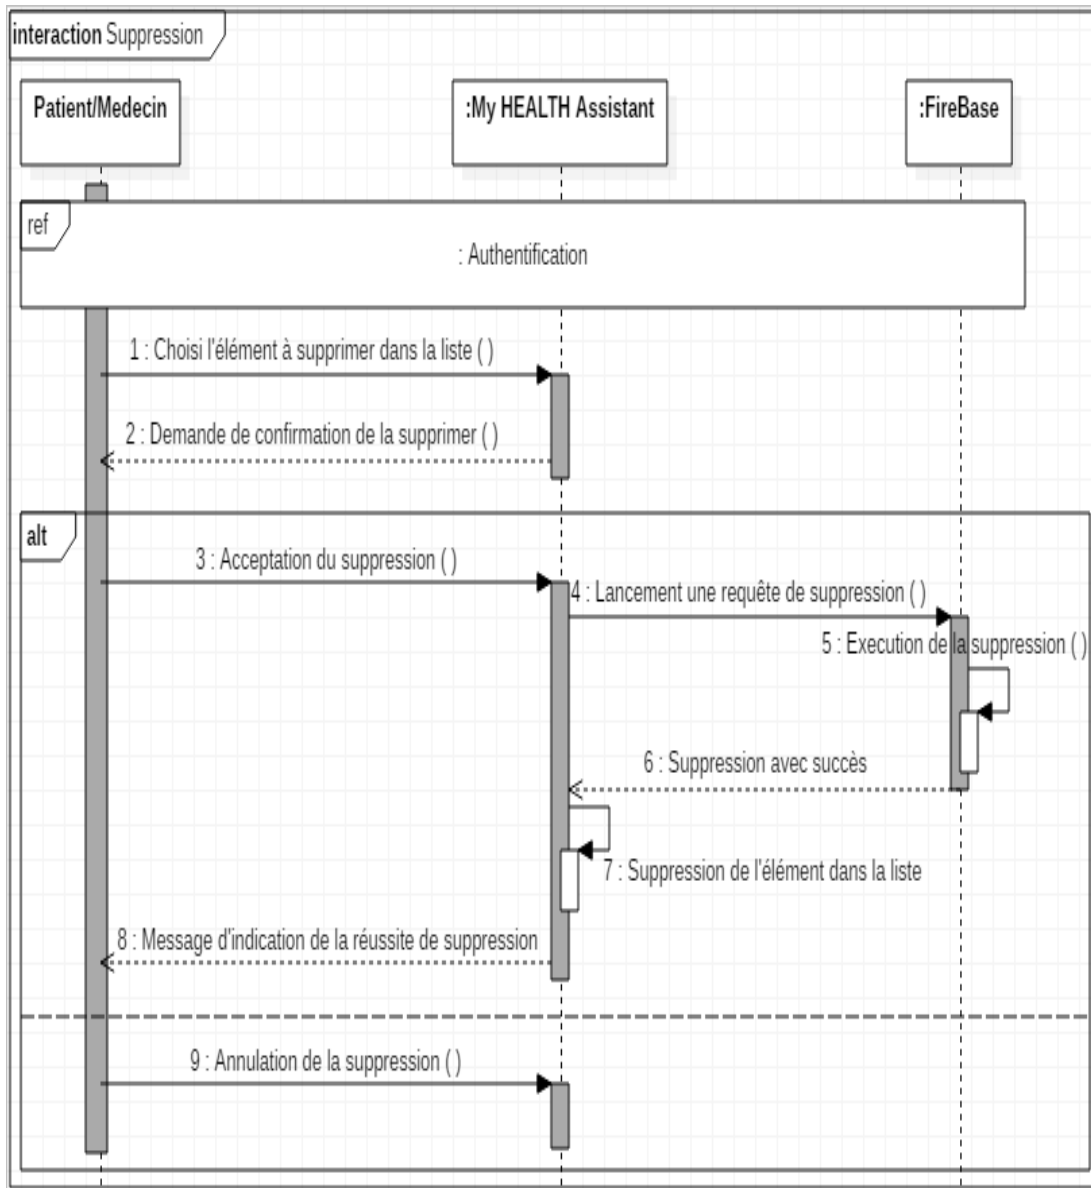 interaction Suppression
Patient/Medecin
:My HEALTH Assistant
:FireBase
ref
: Authentification
1 : Choisi l'élément à supprimer dans la liste ( )
2 : Demande de confirmation de la supprimer ( )
alt
3 : Acceptation du suppression ( )
4 : Lancement une requête de suppression ( )
5 : Execution de la suppression ( )
6 : Suppression avec succès
7 : Suppression de l'élément dans la liste
8 : Message d'indication de la réussite de suppression
9 : Annulation de la suppression ( )